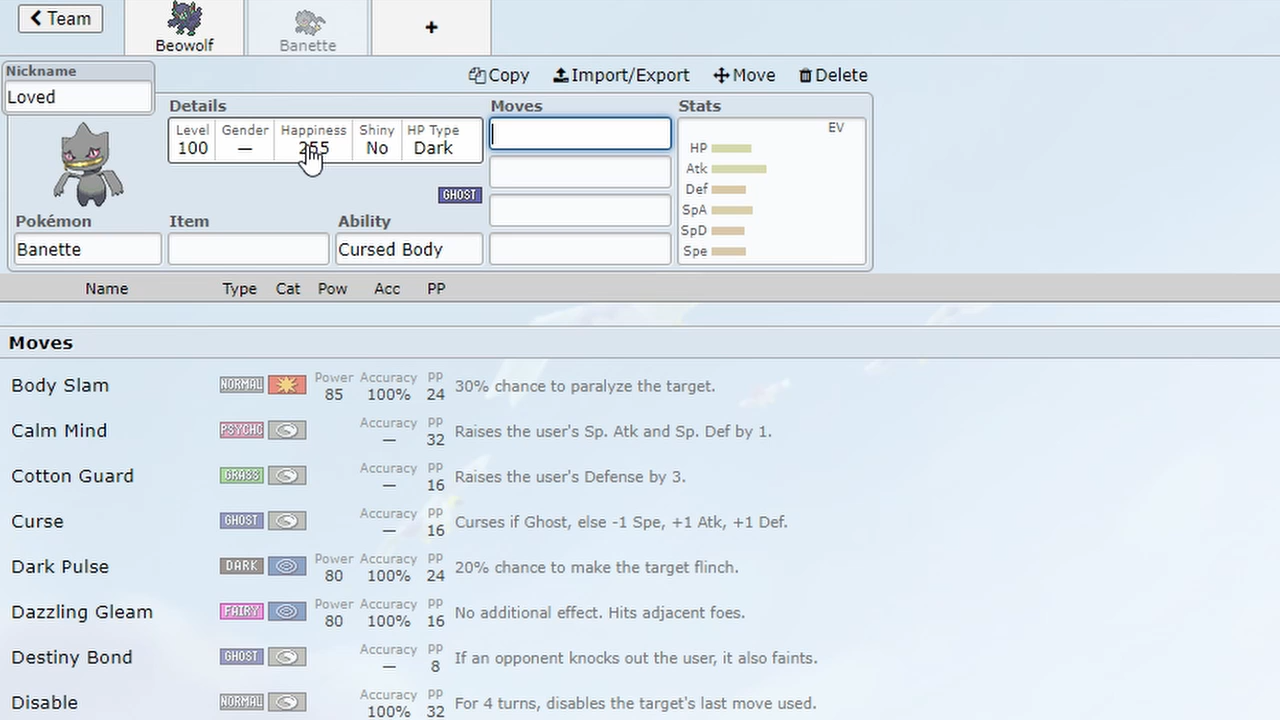 Team
Beowolf
Banette
+
Nickname
Loved
Copy Import/Export Move Delete
Details
Moves
Stats
Level Gender Happiness Shiny HP Type
100 — 255 No Dark
EV
HP
Atk
Def
SpA
SpD
Spe
GHOST
Pokémon Item Ability
Banette Cursed Body
Name Type Cat Pow Acc PP
Moves
Body Slam NORMAL Power 85 Accuracy 100% PP 24 30% chance to paralyze the target.
Calm Mind PSYCHC Accuracy — PP 32 Raises the user's Sp. Atk and Sp. Def by 1.
Cotton Guard GRASS Accuracy — PP 16 Raises the user's Defense by 3.
Curse GHOST Accuracy — PP 16 Curses if Ghost, else -1 Spe, +1 Atk, +1 Def.
Dark Pulse DARK Power 80 Accuracy 100% PP 24 20% chance to make the target flinch.
Dazzling Gleam FAIRY Power 80 Accuracy 100% PP 16 No additional effect. Hits adjacent foes.
Destiny Bond GHOST Accuracy — PP 8 If an opponent knocks out the user, it also faints.
Disable NORMAL Accuracy 100% PP 32 For 4 turns, disables the target's last move used.